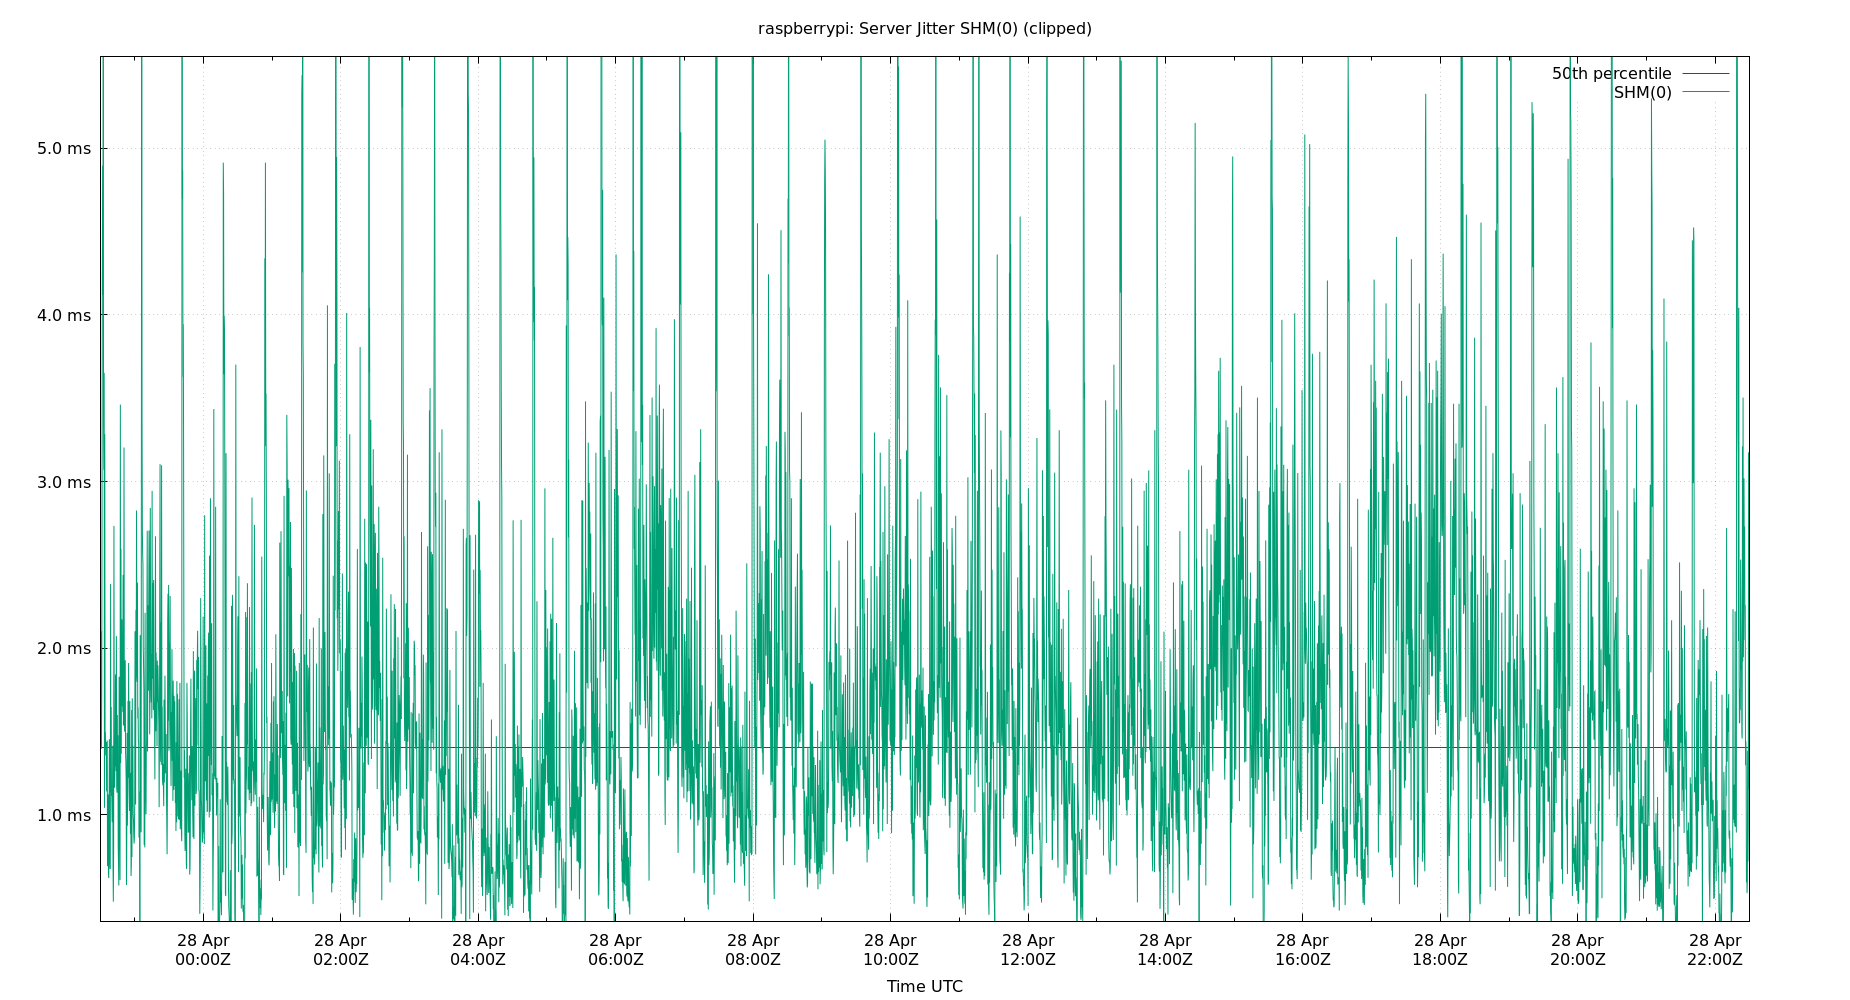 raspberrypi: Server Jitter SHM(0) (clipped)
50th percentile
SHM(0)
5.0 ms
4.0 ms
3.0 ms
2.0 ms
1.0 ms
28 Apr 28 Apr 28 Apr 28 Apr 28 Apr 28 Apr 28 Apr 28 Apr 28 Apr 28 Apr 28 Apr 28 Apr
00:00Z 02:00Z 04:00Z 06:00Z 08:00Z 10:00Z 12:00Z 14:00Z 16:00Z 18:00Z 20:00Z 22:00Z
Time UTC